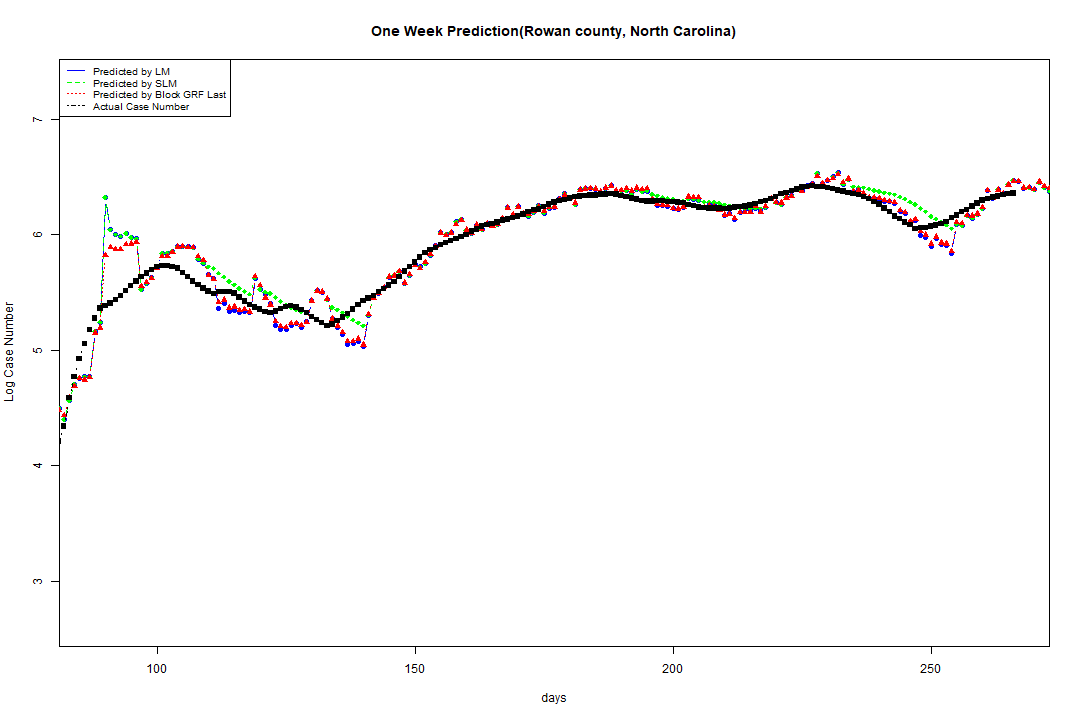 One Week Prediction(Rowan county, North Carolina)
Predicted by LM
Predicted by SLM
Predicted by Block GRF Last
Actual Case Number
7
6
5
4
3
Log Case Number
100 150 200 250
days